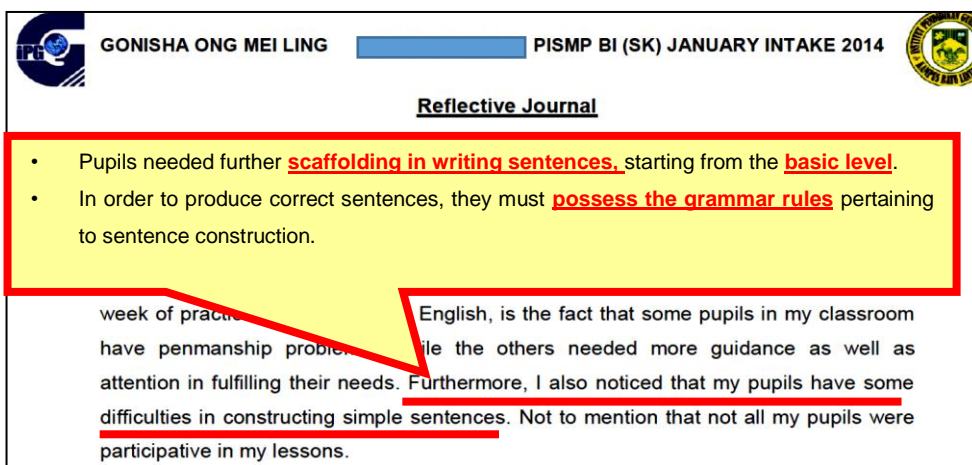 iPG
GONISHA ONG MEI LING PISMP BI (SK) JANUARY INTAKE 2014
Reflective Journal
• Pupils needed further scaffolding in writing sentences, starting from the basic level.
• In order to produce correct sentences, they must possess the grammar rules pertaining
to sentence construction.
week of English, is the fact that some pupils in my classroom
have penmanship the others needed more guidance as well as
attention in fulfilling their needs. Furthermore, I also noticed that my pupils have some
difficulties in constructing simple sentences. Not to mention that not all my pupils were
participative in my lessons.